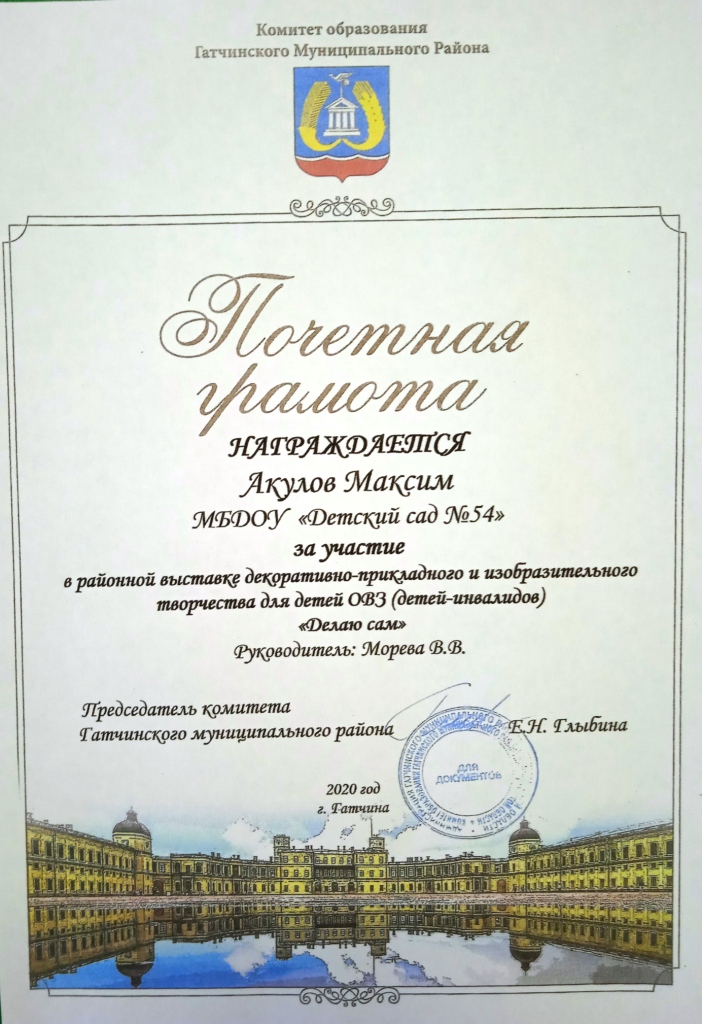 Комитет образования
Гатчинского Муниципального Района
Почетная
грамота
НАГРАЖДАЕТСЯ
Акулов Максим
МБДОУ «Детский сад №54»
за участие
в районной выставке декоративно-прикладного и изобразительного
творчества для детей ОВЗ (детей-инвалидов)
«Делаю сам»
Руководитель: Морева В.В.
Председатель комитета
Гатчинского муниципального района
Е.Н. Глыбина
ДЛЯ
ДОКУМЕНТОВ
2020 год
г. Гатчина